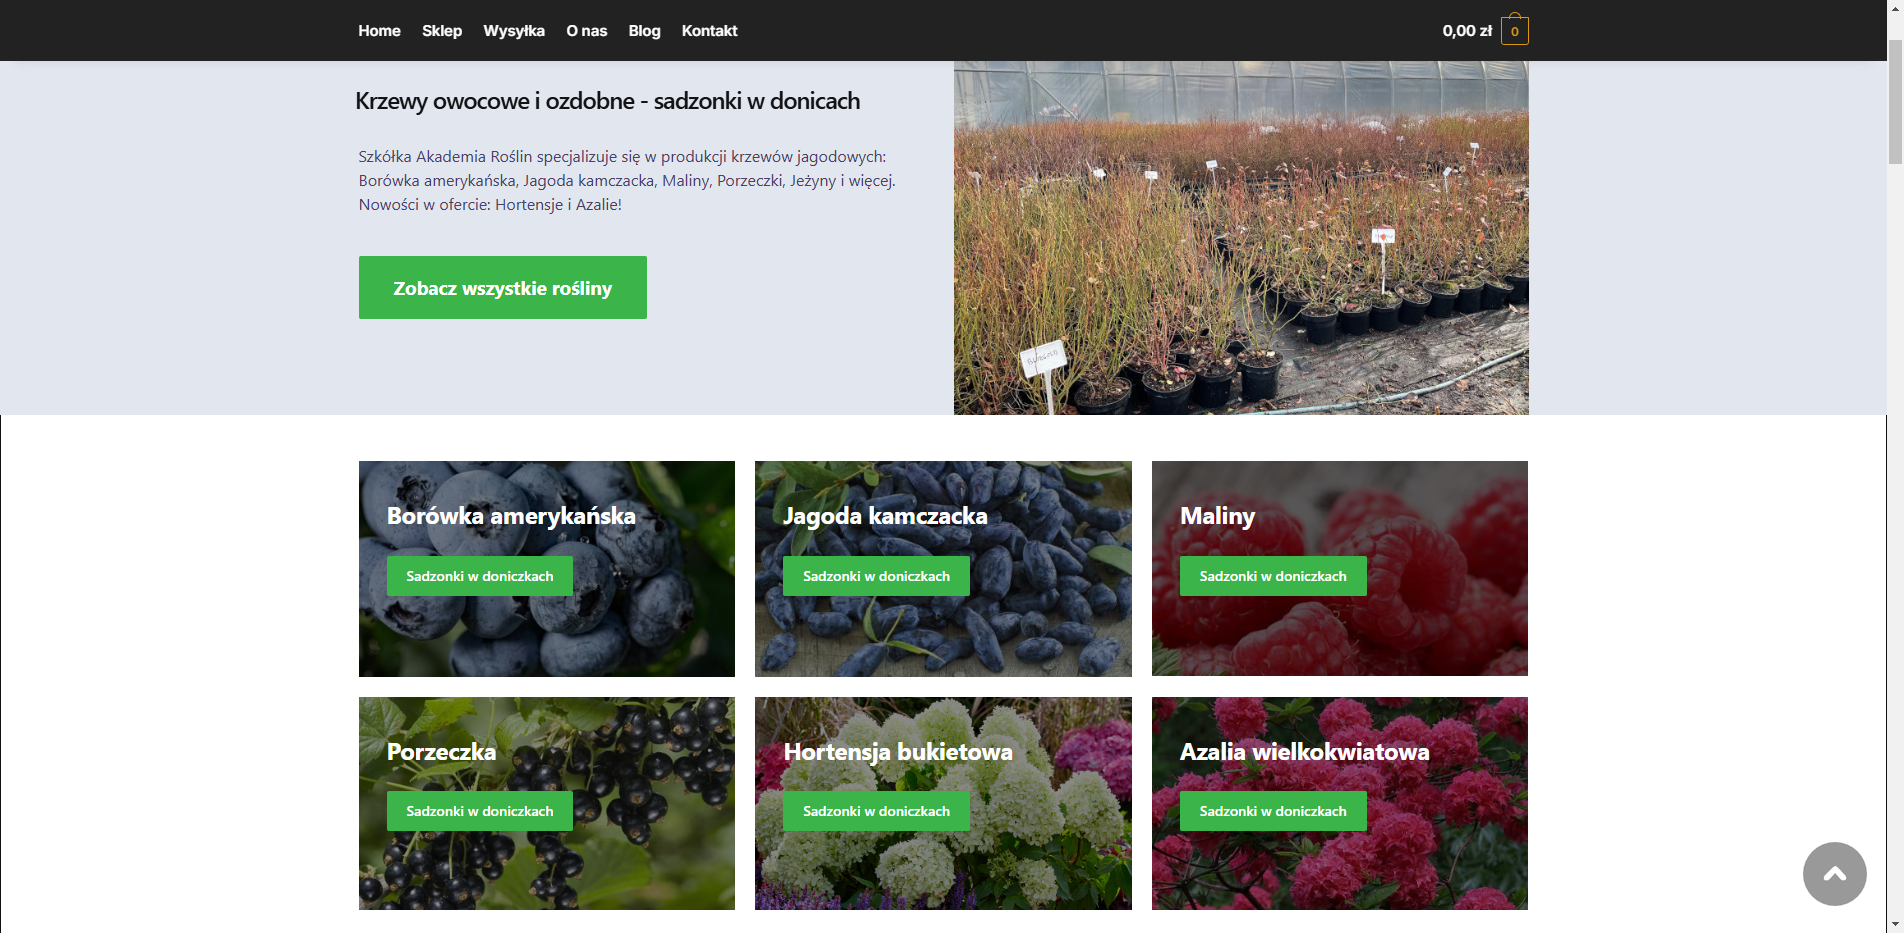 Home Sklep Wysyłka O nas Blog Kontakt 0,00 zł 0
Krzewy owocowe i ozdobne - sadzonki w donicach
Szkółka Akademia Roślin specjalizuje się w produkcji krzewów jagodowych:
Borówka amerykańska, Jagoda kamczacka, Maliny, Porzeczki, Jeżyny i więcej.
Nowości w ofercie: Hortensje i Azalie!
Zobacz wszystkie rośliny
Borówka amerykańska
Sadzonki w doniczkach
Jagoda kamczacka
Sadzonki w doniczkach
Maliny
Sadzonki w doniczkach
Porzeczka
Sadzonki w doniczkach
Hortensja bukietowa
Sadzonki w doniczkach
Azalia wielkokwiatowa
Sadzonki w doniczkach